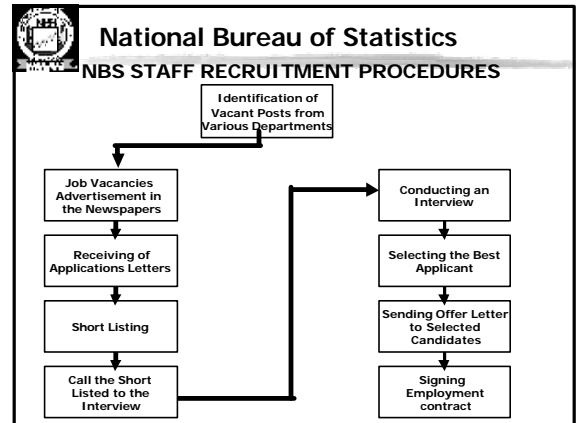 National Bureau of Statistics
NBS STAFF RECRUITMENT PROCEDURES
Identification of
Vacant Posts from
Various Departments
Job Vacancies
Advertisement in
the Newspapers
Receiving of
Applications Letters
Short Listing
Call the Short
Listed to the
Interview
Conducting an
Interview
Selecting the Best
Applicant
Sending Offer Letter
to Selected
Candidates
Signing
Employment
contract